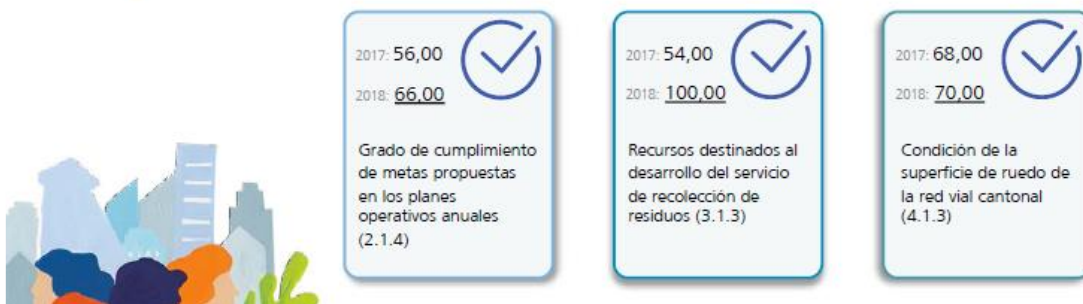 2017: 56,00
2018: 66,00
Grado de cumplimiento
de metas propuestas
en los planes
operativos anuales
(2.1.4)
2017: 54,00
2018: 100,00
Recursos destinados al
desarrollo del servicio
de recolección de
residuos (3.1.3)
2017: 68,00
2018: 70,00
Condición de la
superficie de ruedo de
la red vial cantonal
(4.1.3)